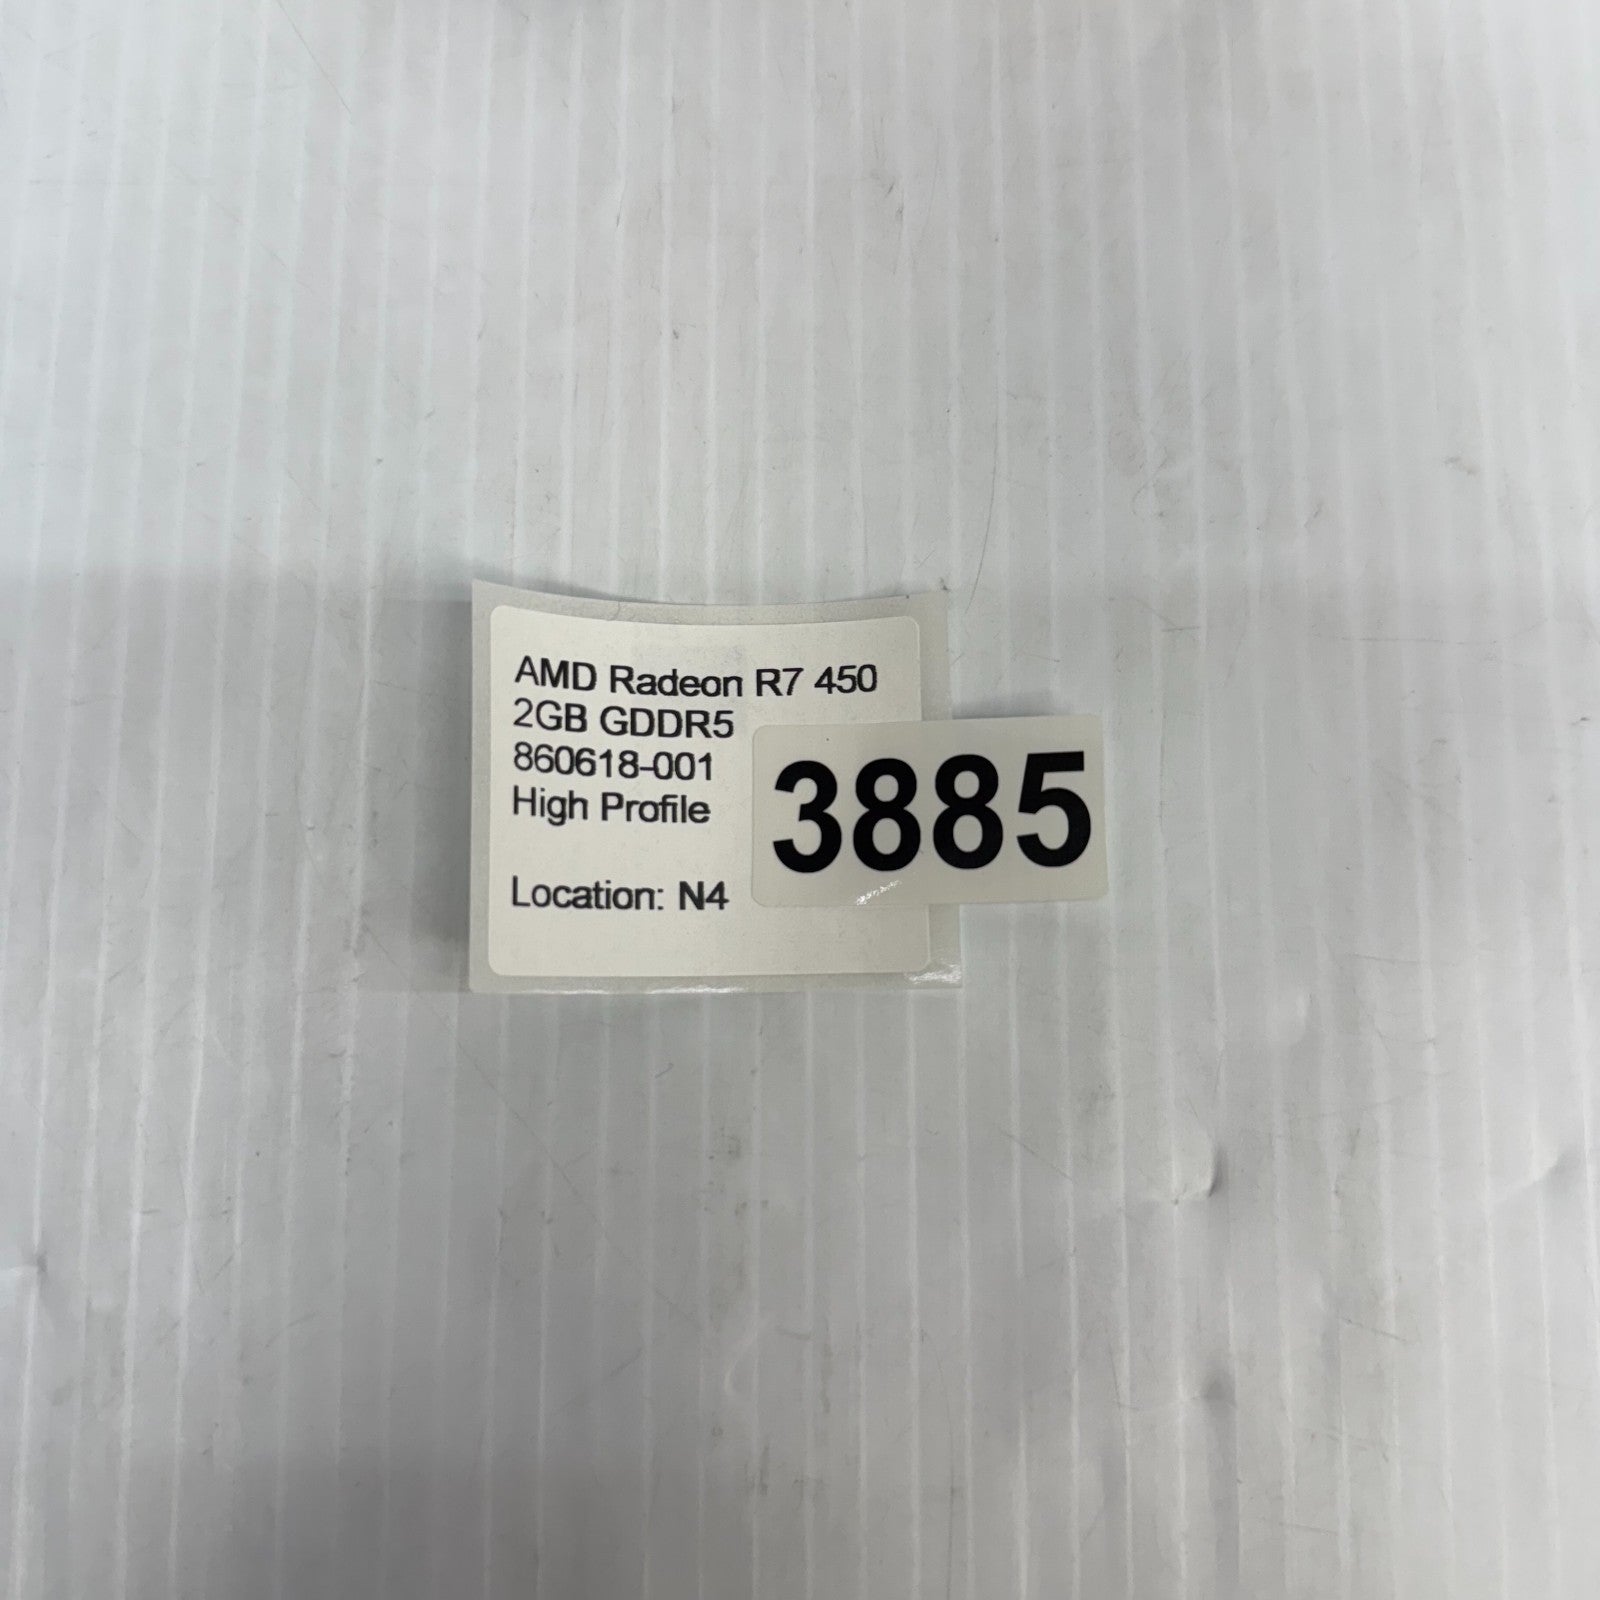 AMD Radeon R7 450
2GB GDDR5
860618-001
High Profile
Location: N4
3885